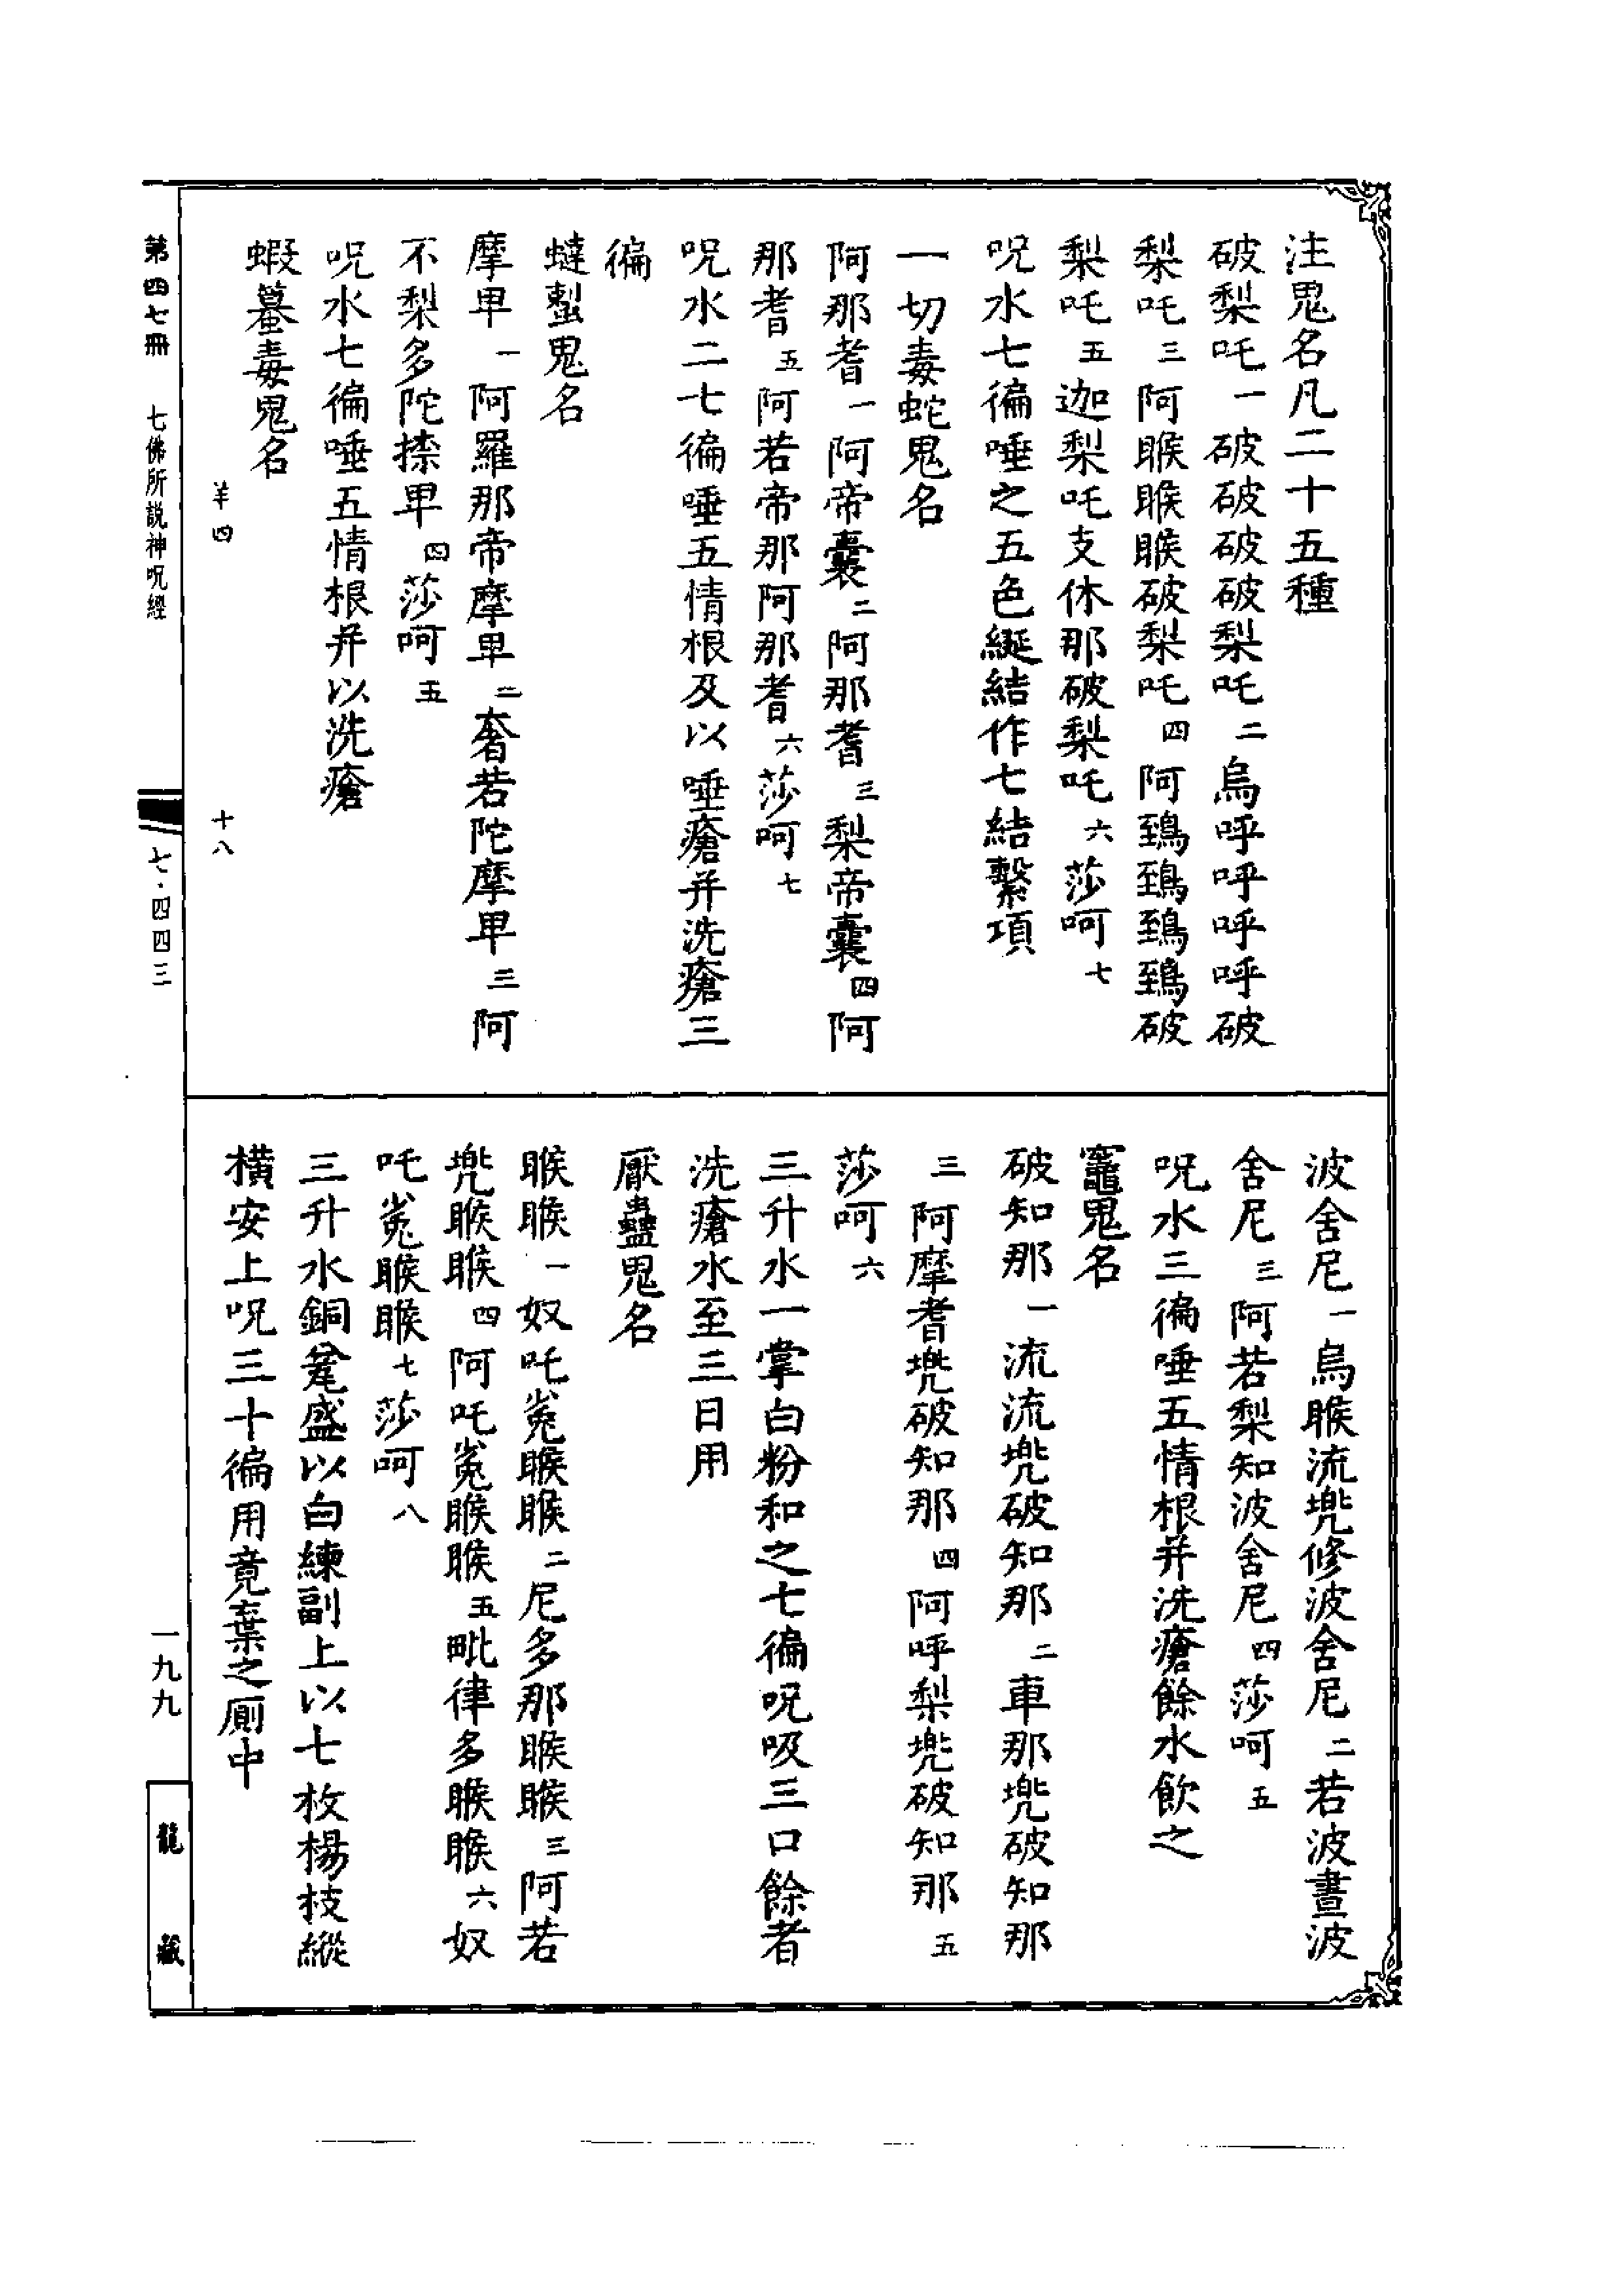 注鬼名凡二十五種
破梨吒一破破破破梨吒二烏呼呼呼呼破
梨吒三阿睺睺睺破梨吒四阿鵄鵄鵄鵄破
梨吒五迦梨吒支休那破梨吒六莎呵七
呪水七徧唾之五色綖結作七結繫項
一切毒蛇鬼名
阿那耆一阿帝囊二阿那耆三梨帝囊四阿
那耆五阿若帝那阿那耆六莎呵七
呪水二七徧唾五情根及以唾瘡并洗瘡三
徧
蛯蜇鬼名
摩卑一阿羅那帝摩卑二奢若陀摩卑三阿
不梨多陀捺卑四莎呵五
呪水七徧唾五情根并以洗瘡
蝦蟇毒鬼名
羊四 十八
波舍尼一烏睺流兜修波舍尼二若波晝波
舍尼三阿若梨知波舍尼四莎呵五
呪水三徧唾五情根并洗瘡餘水飲之
竈鬼名
破知那一流流兜破知那二車那兜破知那
三阿摩耆兜破知那四阿呼梨兜破知那五
莎呵六
三升水一掌白粉和之七徧呪吸三口餘者
洗瘡水至三日用
厭蠱鬼名
睺睺一奴吒㝹睺睺二尼多那睺睺三阿若
兜睺睺四阿吒㝹睺睺五毗律多睺睺六奴
吒㝹睺睺七莎呵八
三升水銅盛以白練副上以七枚楊枝縱
橫安上呪三十徧用竟棄之廁中
第四七冊 七佛所說神呪經 七·四四三 一九九 龍藏